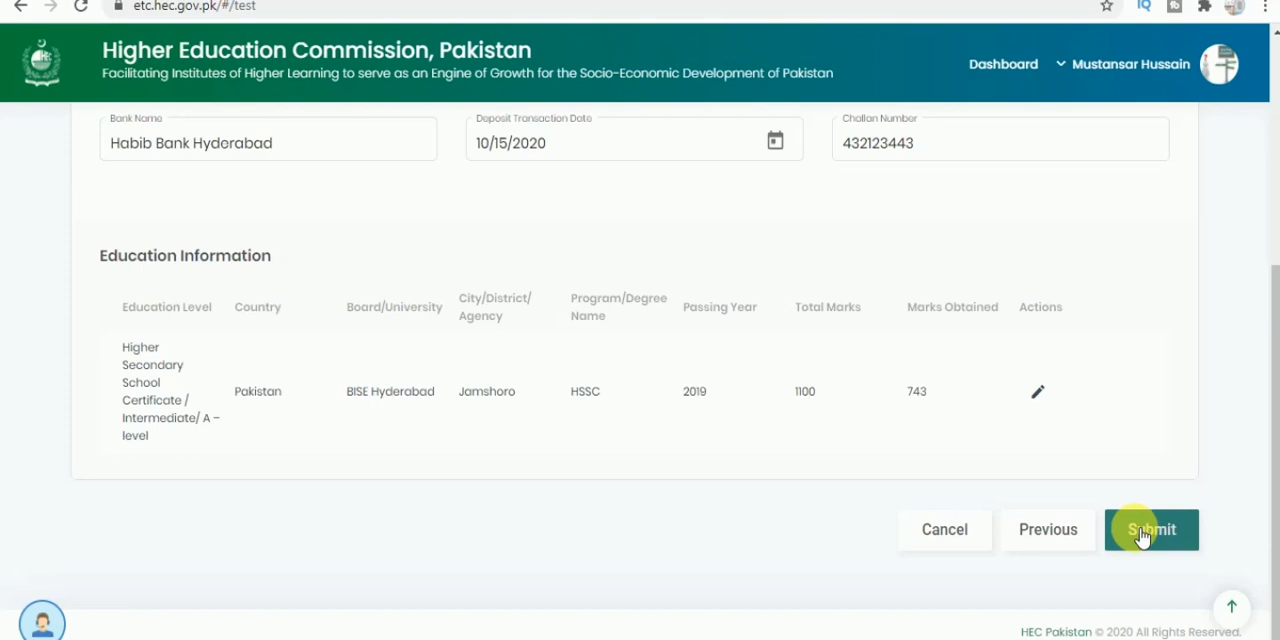 etc.hec.gov.pk/#/test
IQ
Higher Education Commission, Pakistan
Facilitating Institutes of Higher Learning to serve as an Engine of Growth for the Socio-Economic Development of Pakistan
Dashboard
Mustansar Hussain
Bank Name
Deposit Transaction Date
Challan Number
Habib Bank Hyderabad
10/15/2020
432123443
Education Information
Education Level
Country
Board/University
City/District/
Agency
Program/Degree
Name
Passing Year
Total Marks
Marks Obtained
Actions
Higher
Secondary
School
Certificate /
Intermediate/ A -
level
Pakistan
BISE Hyderabad
Jamshoro
HSSC
2019
1100
743
Cancel
Previous
Submit
HEC Pakistan © 2020 All Rights Reserved.